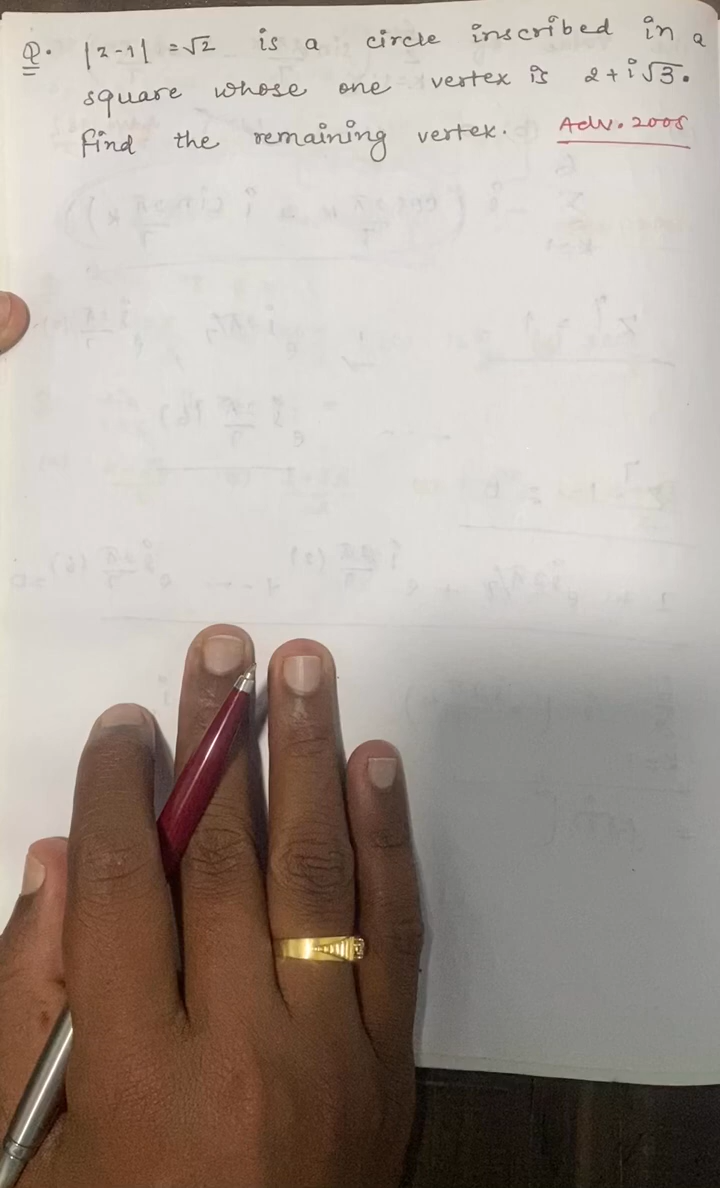 Q. |z-1| = √2 is a circle inscribed in a
square whose one vertex is 2+i√3.
Find the remaining vertex. Adv. 2005